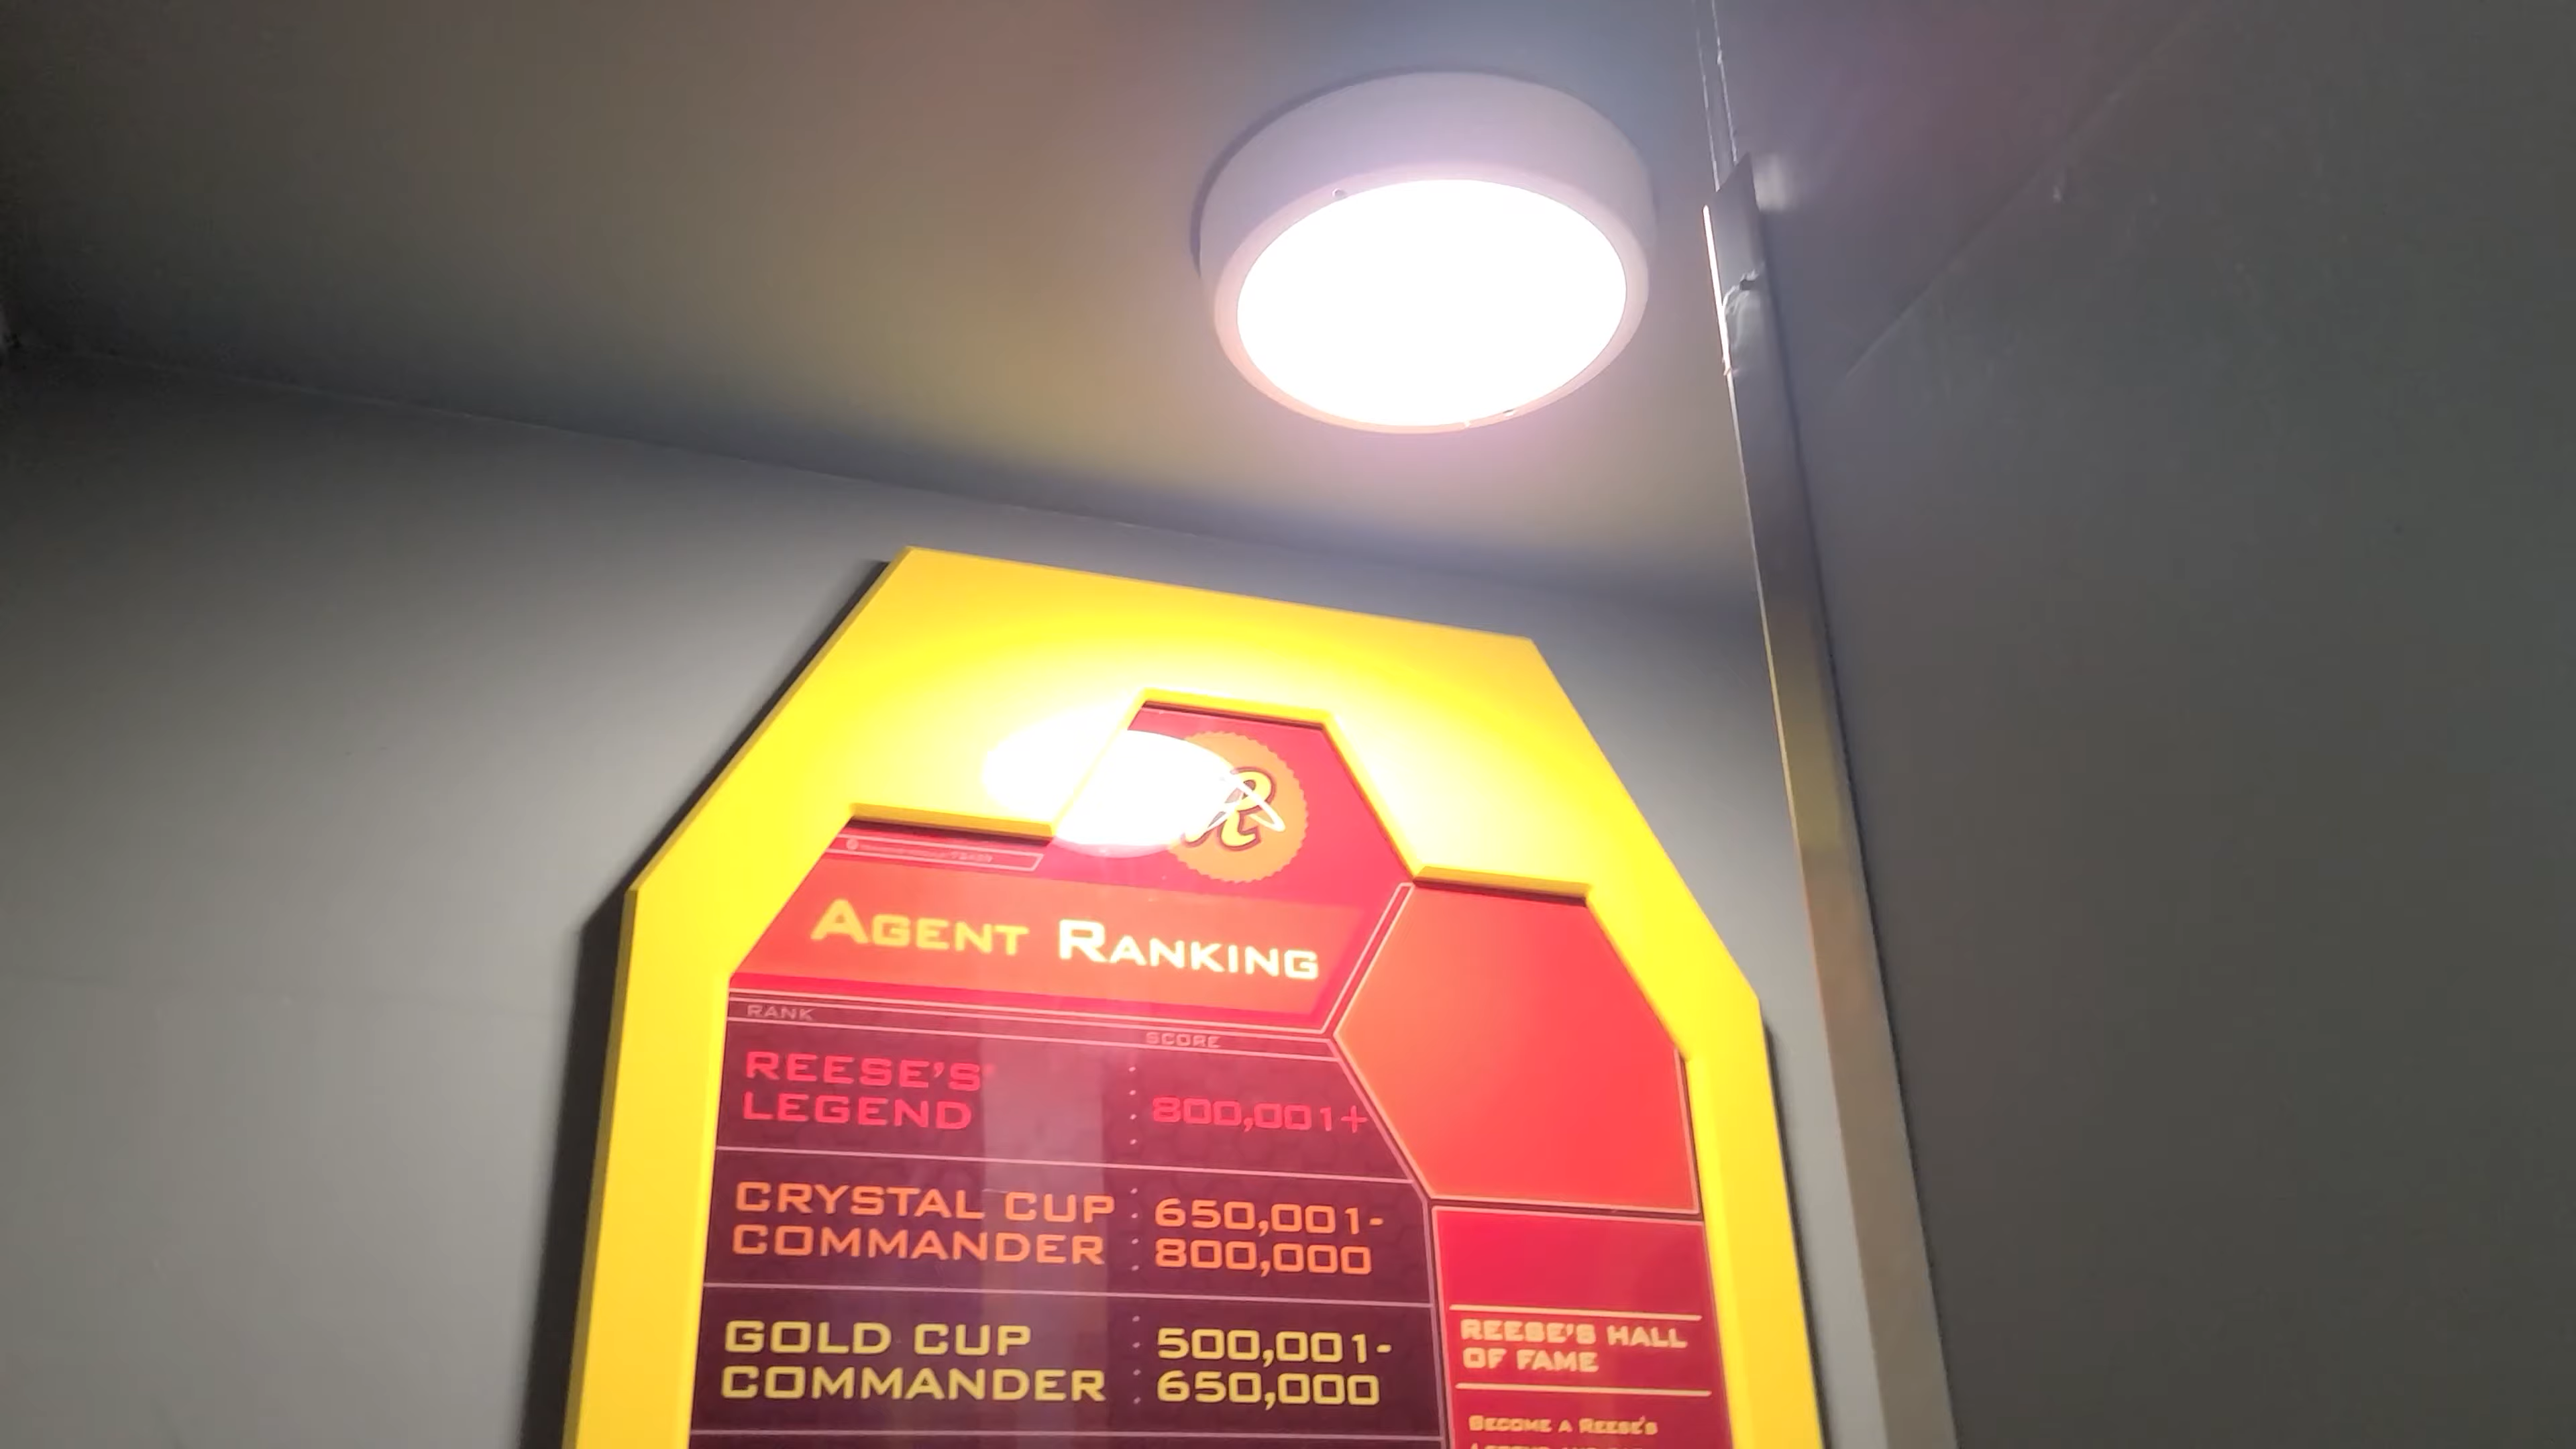 R
AGENT RANKING
RANK
SCORE
REESE'S
LEGEND
800,001+
CRYSTAL CUP
COMMANDER
650,001-
800,000
GOLD CUP
COMMANDER
500,001-
650,000
REESE'S HALL
OF FAME
BECOME A REESE'S